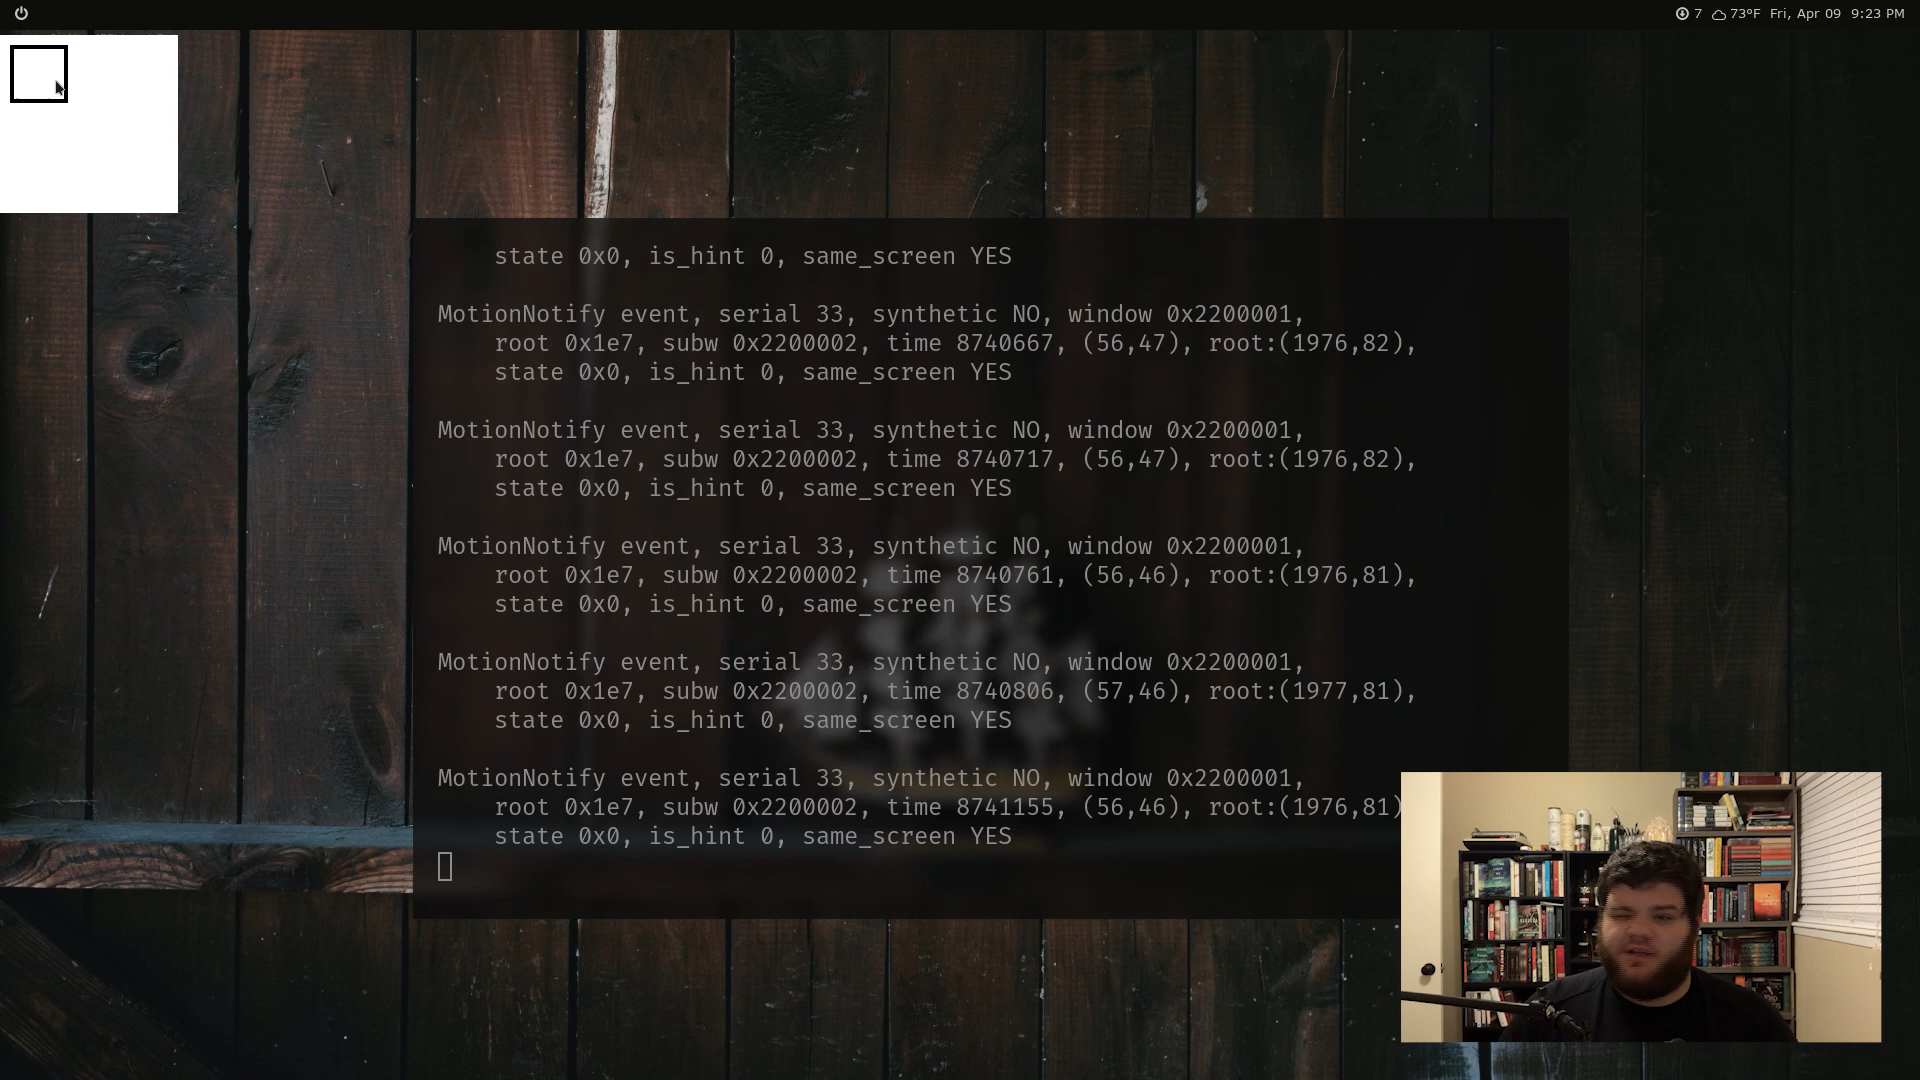 7 73°F Fri, Apr 09 9:23 PM
state 0x0, is_hint 0, same_screen YES
MotionNotify event, serial 33, synthetic NO, window 0x2200001,
root 0x1e7, subw 0x2200002, time 8740667, (56,47), root:(1976,82),
state 0x0, is_hint 0, same_screen YES
MotionNotify event, serial 33, synthetic NO, window 0x2200001,
root 0x1e7, subw 0x2200002, time 8740717, (56,47), root:(1976,82),
state 0x0, is_hint 0, same_screen YES
MotionNotify event, serial 33, synthetic NO, window 0x2200001,
root 0x1e7, subw 0x2200002, time 8740761, (56,46), root:(1976,81),
state 0x0, is_hint 0, same_screen YES
MotionNotify event, serial 33, synthetic NO, window 0x2200001,
root 0x1e7, subw 0x2200002, time 8740806, (57,46), root:(1977,81),
state 0x0, is_hint 0, same_screen YES
MotionNotify event, serial 33, synthetic NO, window 0x2200001,
root 0x1e7, subw 0x2200002, time 8741155, (56,46), root:(1976,81)
state 0x0, is_hint 0, same_screen YES